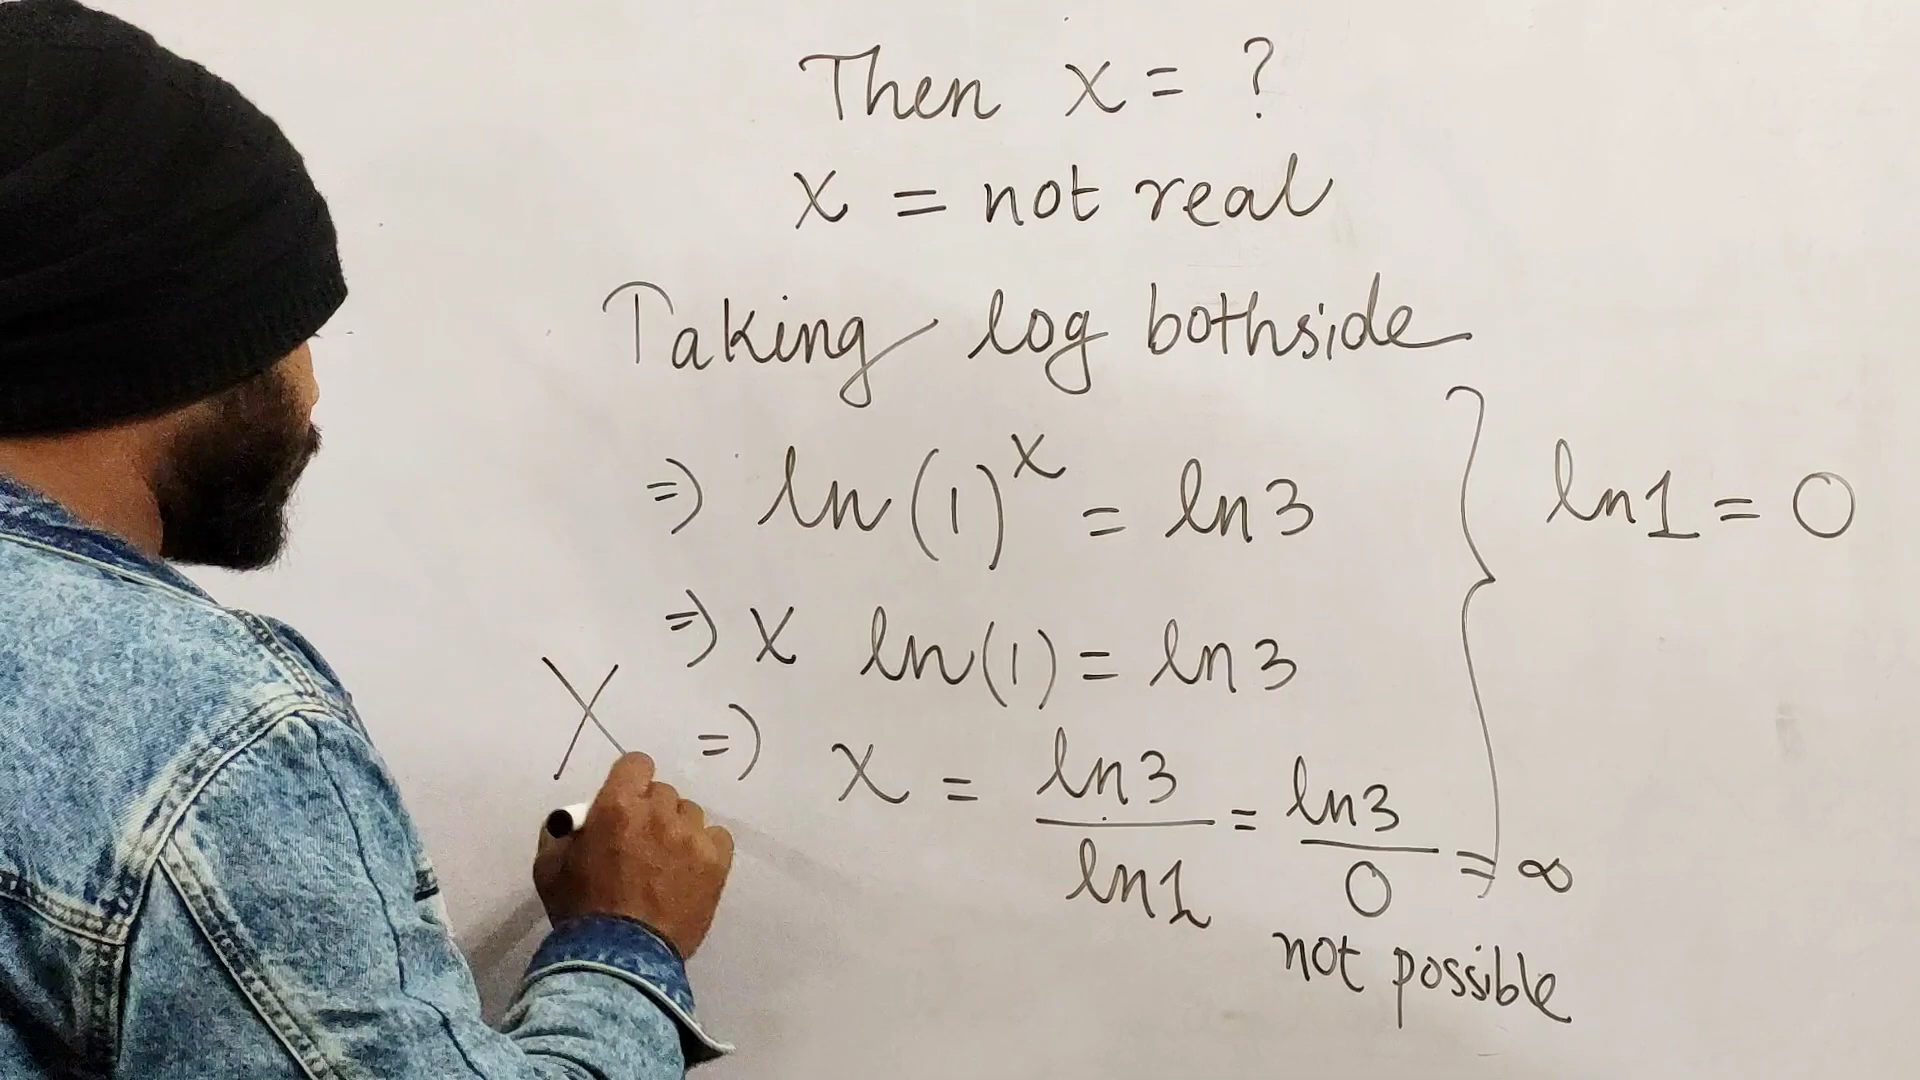 Then x = ?
x = not real
Taking log bothside
⇒ ln(1)^x = ln3
ln1 = 0
⇒ x ln(1) = ln3
X
⇒ x = ln3/ln1 = ln3/0 = ∞
not possible